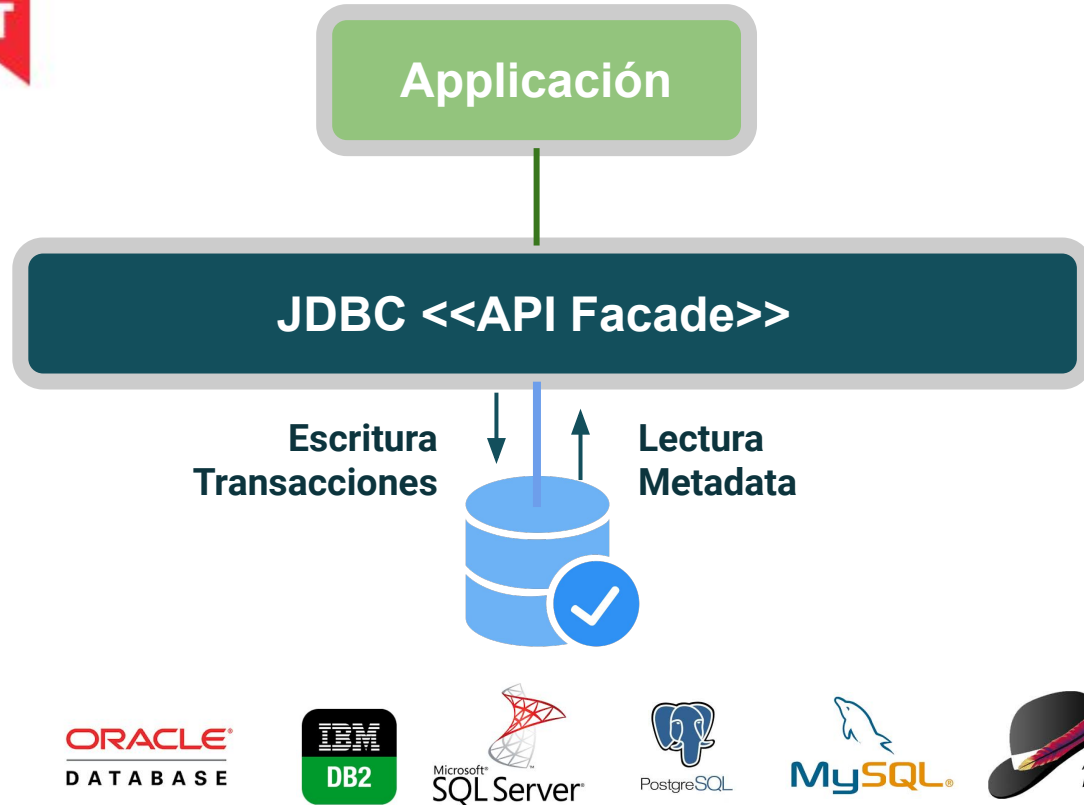 T
Applicación
JDBC <<API Facade>>
Escritura
Transacciones
Lectura
Metadata
ORACLE®
DATABASE
IBM
DB2
Microsoft®
SQL Server®
PostgreSQL
MySQL®